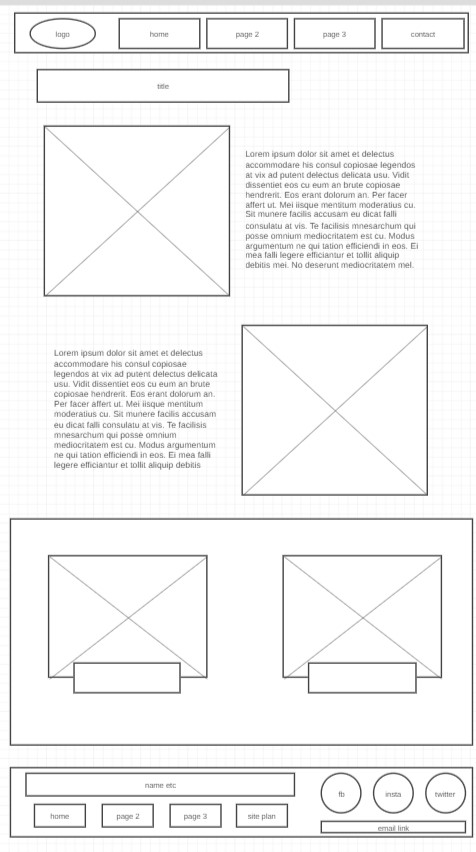 logo
home
page 2
page 3
contact
title
Lorem ipsum dolor sit amet et delectus
accommodare his consul copiosae legendos
at vix ad putent delectus delicata usu. Vidit
dissentiet eos cu eum an brute copiosae
hendrerit. Eos erant dolorum an. Per facer
affert ut. Mei iisque mentitum moderatius cu.
Sit munere facilis accusam eu dicat falli
consulatu at vis. Te facilisis mnesarchum qui
posse omnium mediocritatem est cu. Modus
argumentum ne qui tation efficiendi in eos. Ei
mea falli legere efficiantur et tollit aliquip
debitis mei. No deserunt mediocritatem mel.
Lorem ipsum dolor sit amet et delectus
accommodare his consul copiosae
legendos at vix ad putent delectus delicata
usu. Vidit dissentiet eos cu eum an brute
copiosae hendrerit. Eos erant dolorum an.
Per facer affert ut. Mei iisque mentitum
moderatius cu. Sit munere facilis accusam
eu dicat falli consulatu at vis. Te facilisis
mnesarchum qui posse omnium
mediocritatem est cu. Modus argumentum
ne qui tation efficiendi in eos. Ei mea falli
legere efficiantur et tollit aliquip debitis
name etc
home
page 2
page 3
site plan
fb
insta
twitter
email link